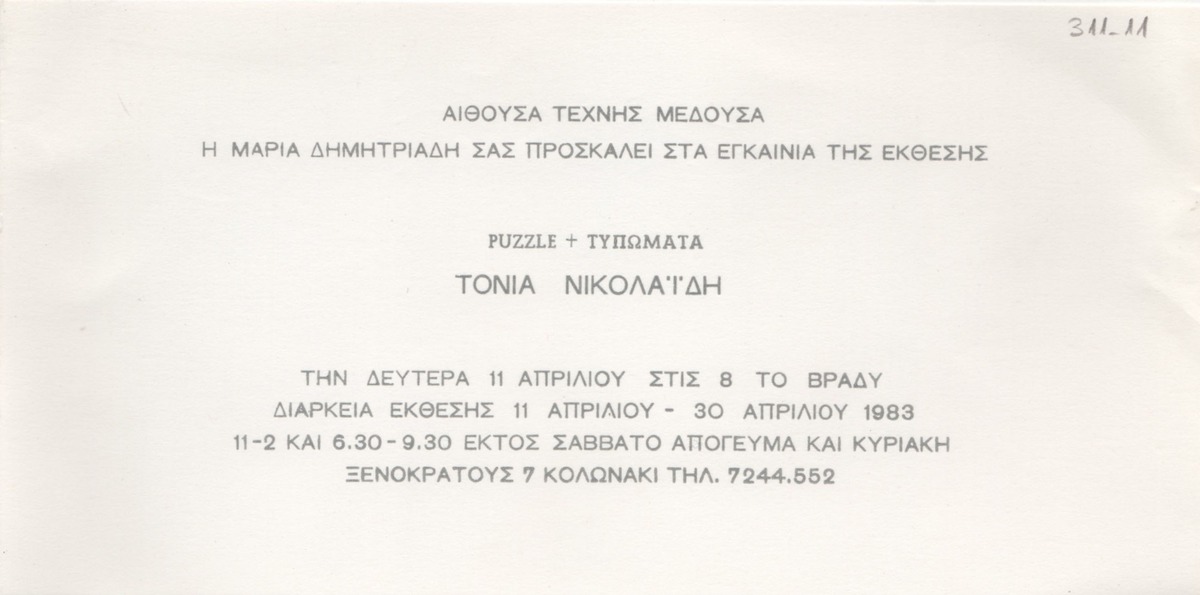 311-11
ΑΙΘΟΥΣΑ ΤΕΧΝΗΣ ΜΕΔΟΥΣΑ
Η ΜΑΡΙΑ ΔΗΜΗΤΡΙΑΔΗ ΣΑΣ ΠΡΟΣΚΑΛΕΙ ΣΤΑ ΕΓΚΑΙΝΙΑ ΤΗΣ ΕΚΘΕΣΗΣ
PUZZLE + ΤΥΠΩΜΑΤΑ
ΤΟΝΙΑ ΝΙΚΟΛΑΪΔΗ
ΤΗΝ ΔΕΥΤΕΡΑ 11 ΑΠΡΙΛΙΟΥ ΣΤΙΣ 8 ΤΟ ΒΡΑΔΥ
ΔΙΑΡΚΕΙΑ ΕΚΘΕΣΗΣ 11 ΑΠΡΙΛΙΟΥ - 30 ΑΠΡΙΛΙΟΥ 1983
11-2 ΚΑΙ 6.30-9.30 ΕΚΤΟΣ ΣΑΒΒΑΤΟ ΑΠΟΓΕΥΜΑ ΚΑΙ ΚΥΡΙΑΚΗ
ΞΕΝΟΚΡΑΤΟΥΣ 7 ΚΟΛΩΝΑΚΙ ΤΗΛ. 7244.552